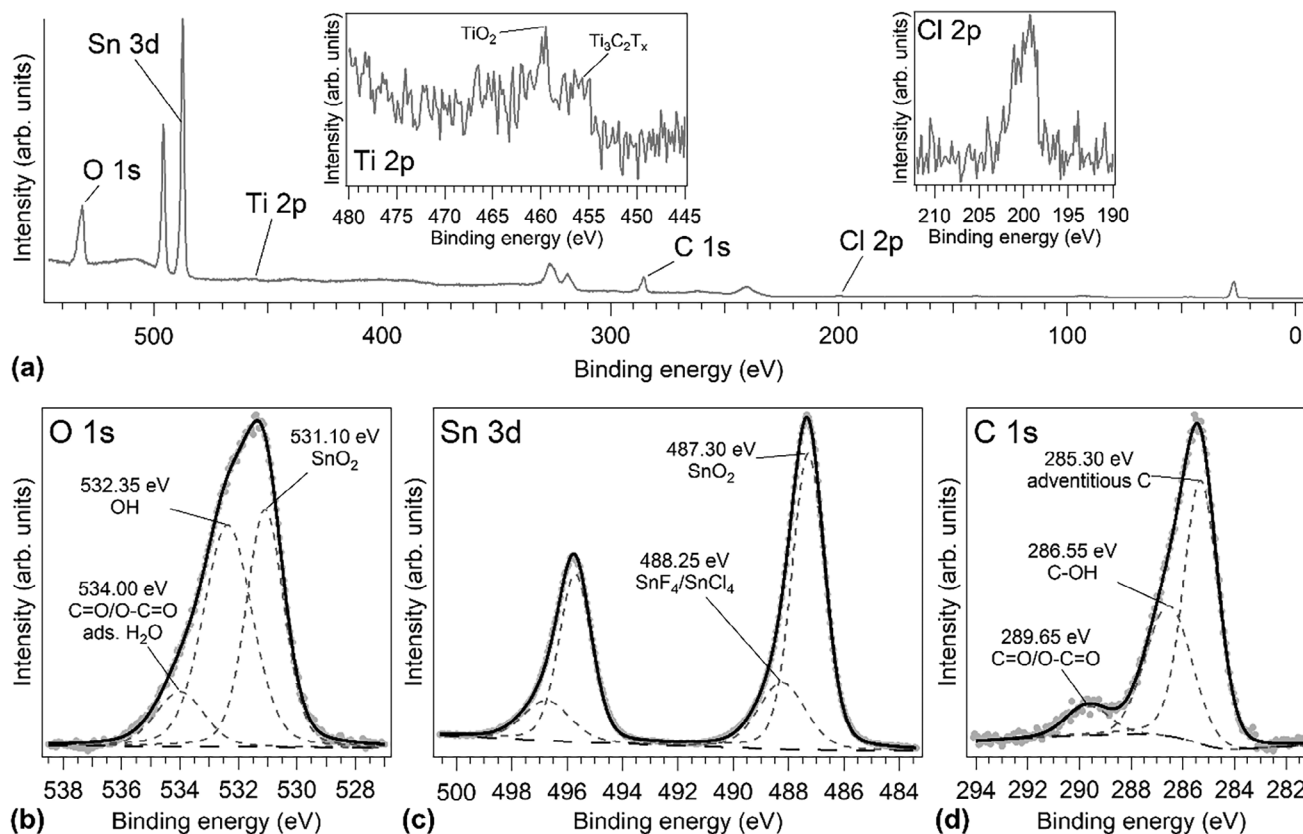 Intensity (arb. units)
Sn 3d
O 1s
Ti 2p
C 1s
Cl 2p
500 400 300 200 100 0
Binding energy (eV)
(a)
Intensity (arb. units)
TiO₂
Ti₃C₂Tₓ
Ti 2p
480 475 470 465 460 455 450 445
Binding energy (eV)
Cl 2p
Intensity (arb. units)
210 205 200 195 190
Binding energy (eV)
O 1s
Intensity (arb. units)
531.10 eV
SnO₂
532.35 eV
OH
534.00 eV
C=O/O-C=O
ads. H₂O
538 536 534 532 530 528
Binding energy (eV)
(b)
Sn 3d
Intensity (arb. units)
487.30 eV
SnO₂
488.25 eV
SnF₄/SnCl₄
500 498 496 494 492 490 488 486 484
Binding energy (eV)
(c)
C 1s
Intensity (arb. units)
285.30 eV
adventitious C
286.55 eV
C-OH
289.65 eV
C=O/O-C=O
294 292 290 288 286 284 282
Binding energy (eV)
(d)